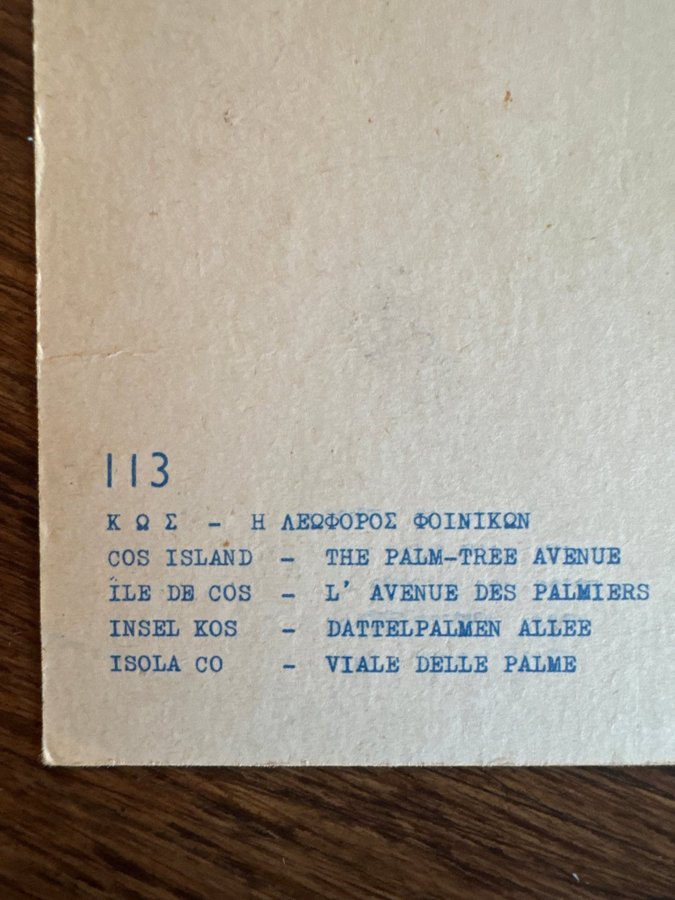 113
Κ Ω Σ - Η ΛΕΩΦΟΡΟΣ ΦΟΙΝΙΚΩΝ
COS ISLAND - THE PALM-TREE AVENUE
ÎLE DE COS - L' AVENUE DES PALMIERS
INSEL KOS - DATTELPALMEN ALLEE
ISOLA CO - VIALE DELLE PALME